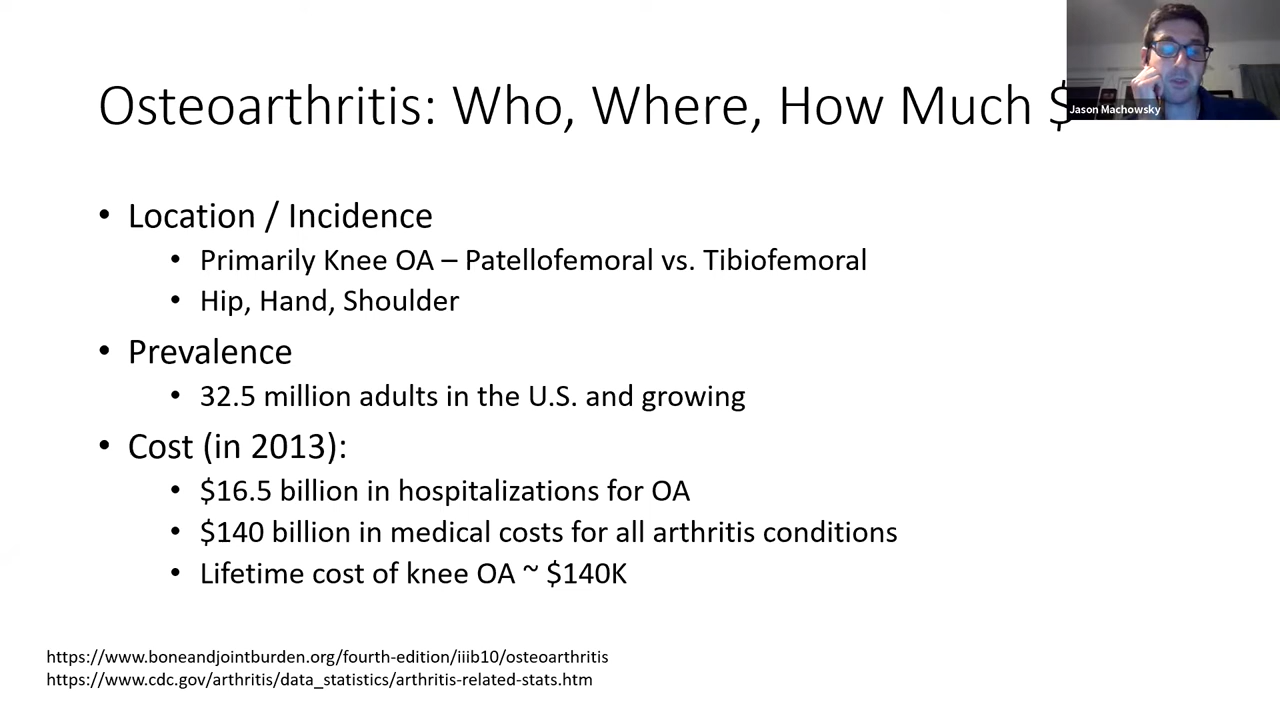 Osteoarthritis: Who, Where, How Much $
Jason Machowsky
• Location / Incidence
• Primarily Knee OA – Patellofemoral vs. Tibiofemoral
• Hip, Hand, Shoulder
• Prevalence
• 32.5 million adults in the U.S. and growing
• Cost (in 2013):
• $16.5 billion in hospitalizations for OA
• $140 billion in medical costs for all arthritis conditions
• Lifetime cost of knee OA ~ $140K
https://www.boneandjointburden.org/fourth-edition/iiib10/osteoarthritis
https://www.cdc.gov/arthritis/data_statistics/arthritis-related-stats.htm